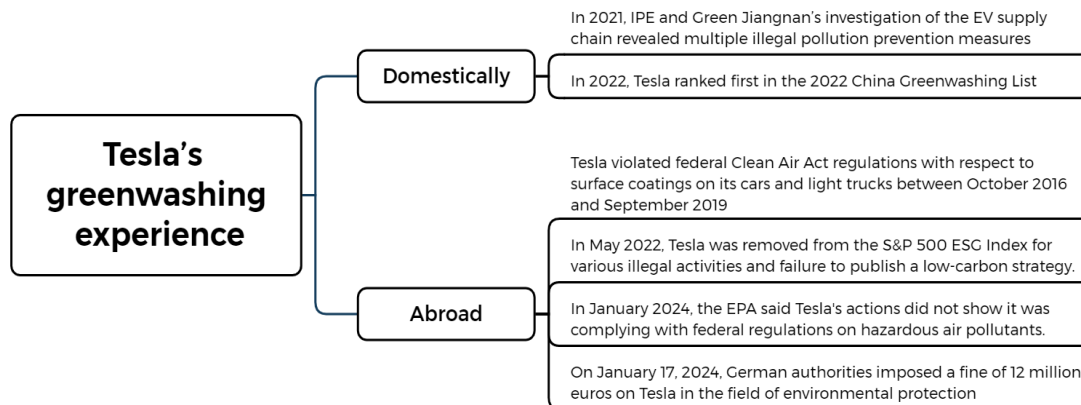 Tesla's
greenwashing
experience
Domestically
In 2021, IPE and Green Jiangnan's investigation of the EV supply
chain revealed multiple illegal pollution prevention measures
In 2022, Tesla ranked first in the 2022 China Greenwashing List
Abroad
Tesla violated federal Clean Air Act regulations with respect to
surface coatings on its cars and light trucks between October 2016
and September 2019
In May 2022, Tesla was removed from the S&P 500 ESG Index for
various illegal activities and failure to publish a low-carbon strategy.
In January 2024, the EPA said Tesla's actions did not show it was
complying with federal regulations on hazardous air pollutants.
On January 17, 2024, German authorities imposed a fine of 12 million
euros on Tesla in the field of environmental protection